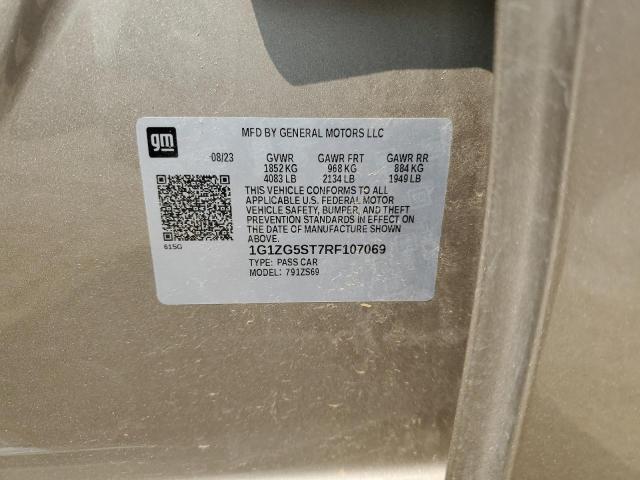 gm
MFD BY GENERAL MOTORS LLC
08/23 GVWR GAWR FRT GAWR RR
1852 KG 968 KG 884 KG
4083 LB 2134 LB 1949 LB
THIS VEHICLE CONFORMS TO ALL
APPLICABLE U.S. FEDERAL MOTOR
VEHICLE SAFETY, BUMPER, AND THEFT
PREVENTION STANDARDS IN EFFECT ON
THE DATE OF MANUFACTURE SHOWN
ABOVE.
61SG
1G1ZG5ST7RF107069
TYPE: PASS CAR
MODEL: 791ZS69